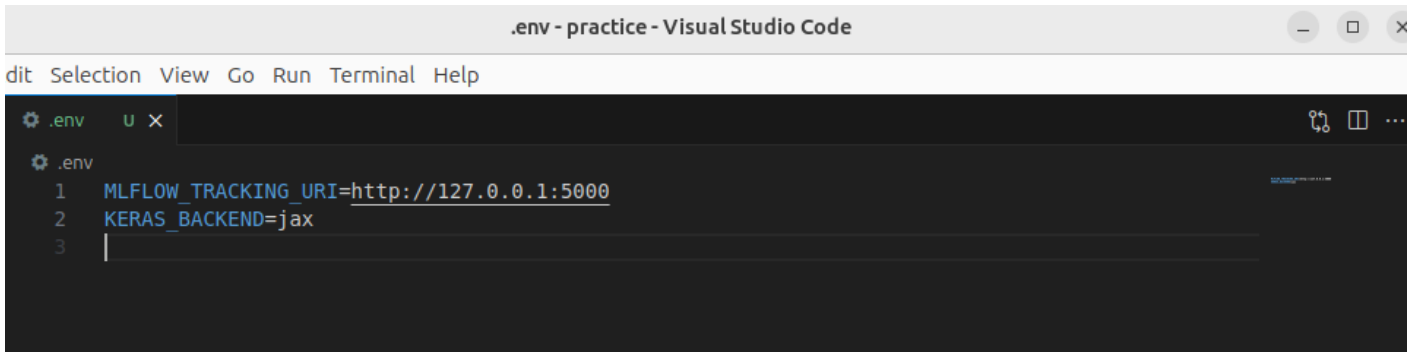 .env - practice - Visual Studio Code
dit Selection View Go Run Terminal Help
.env U
.env
1 MLFLOW_TRACKING_URI=http://127.0.0.1:5000
2 KERAS_BACKEND=jax
3